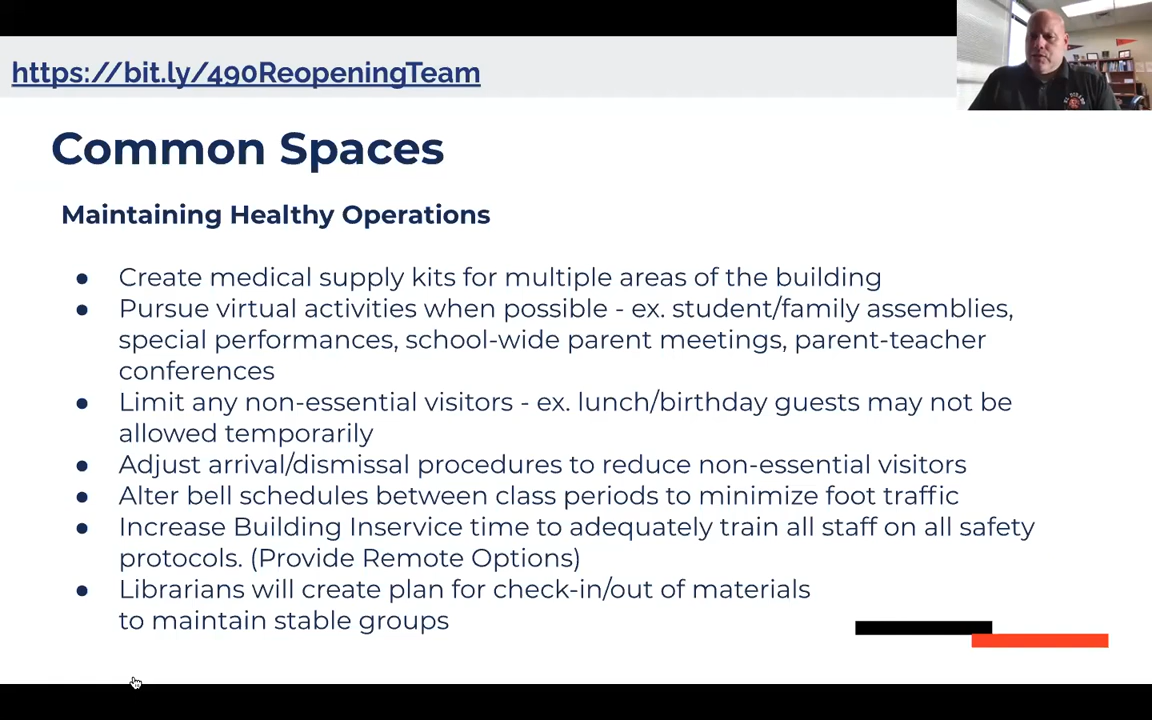 https://bit.ly/490ReopeningTeam
Common Spaces
Maintaining Healthy Operations
● Create medical supply kits for multiple areas of the building
● Pursue virtual activities when possible - ex. student/family assemblies,
special performances, school-wide parent meetings, parent-teacher
conferences
● Limit any non-essential visitors - ex. lunch/birthday guests may not be
allowed temporarily
● Adjust arrival/dismissal procedures to reduce non-essential visitors
● Alter bell schedules between class periods to minimize foot traffic
● Increase Building Inservice time to adequately train all staff on all safety
protocols. (Provide Remote Options)
● Librarians will create plan for check-in/out of materials
to maintain stable groups